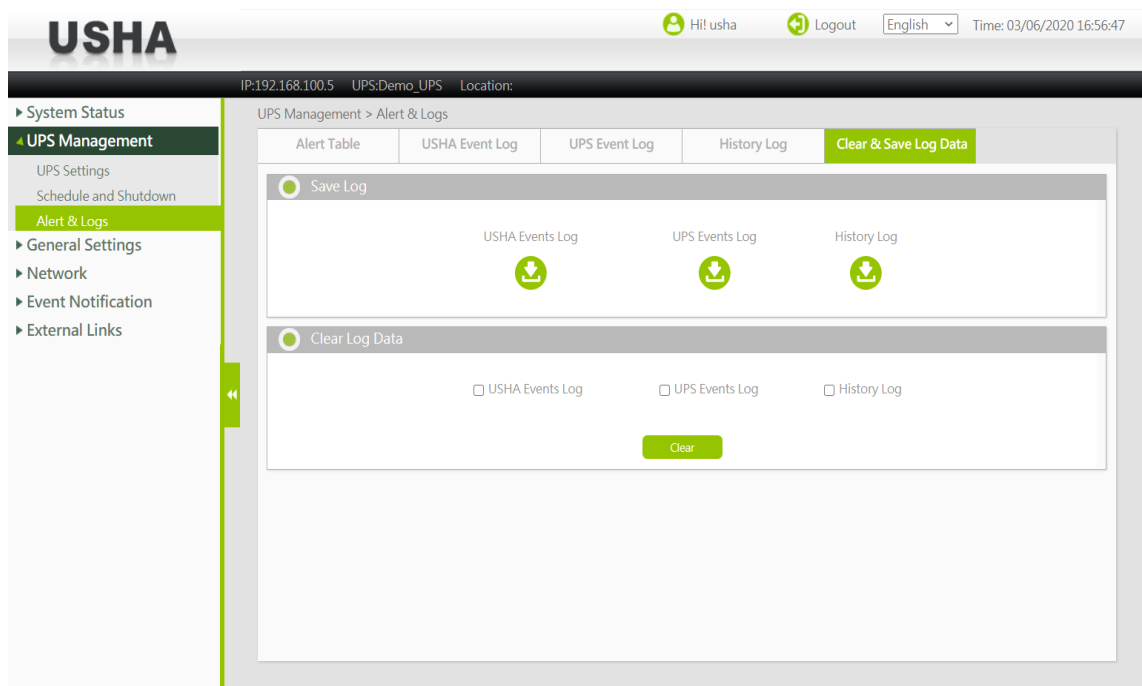 USHA
Hi! usha
Logout
English
Time: 03/06/2020 16:56:47
IP:192.168.100.5 UPS:Demo_UPS Location:
System Status
UPS Management
UPS Settings
Schedule and Shutdown
Alert & Logs
General Settings
Network
Event Notification
External Links
UPS Management > Alert & Logs
Alert Table
USHA Event Log
UPS Event Log
History Log
Clear & Save Log Data
Save Log
USHA Events Log
UPS Events Log
History Log
Clear Log Data
USHA Events Log
UPS Events Log
History Log
Clear